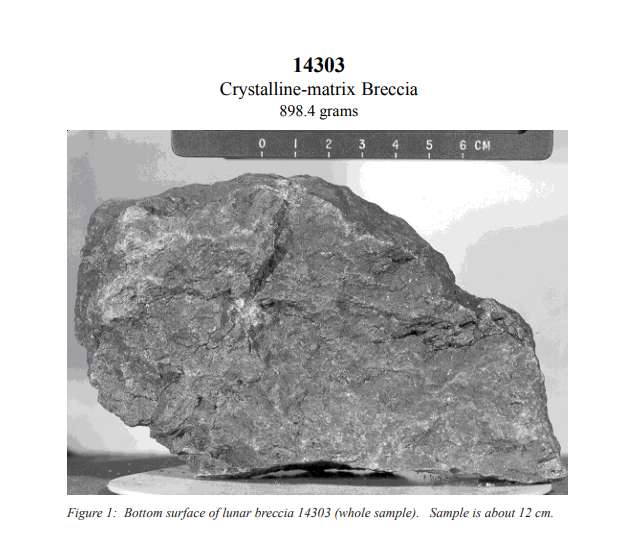 14303
Crystalline-matrix Breccia
898.4 grams
0 1 2 3 4 5 6 CM
Figure 1: Bottom surface of lunar breccia 14303 (whole sample). Sample is about 12 cm.